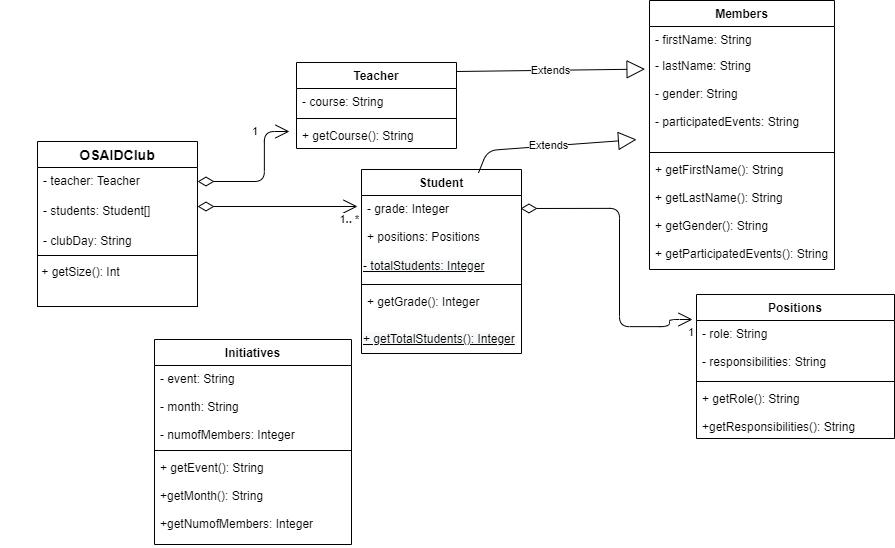 Members
- firstName: String
- lastName: String
- gender: String
- participatedEvents: String
+ getFirstName(): String
+ getLastName(): String
+ getGender(): String
+ getParticipatedEvents(): String
Extends
Teacher
- course: String
+ getCourse(): String
1
OSAIDClub
- teacher: Teacher
- students: Student[]
- clubDay: String
+ getSize(): Int
Extends
Student
- grade: Integer
+ positions: Positions
- totalStudents: Integer
+ getGrade(): Integer
+ getTotalStudents(): Integer
1.. *
Positions
- role: String
- responsibilities: String
+ getRole(): String
+getResponsibilities(): String
1
Initiatives
- event: String
- month: String
- numofMembers: Integer
+ getEvent(): String
+getMonth(): String
+getNumofMembers: Integer